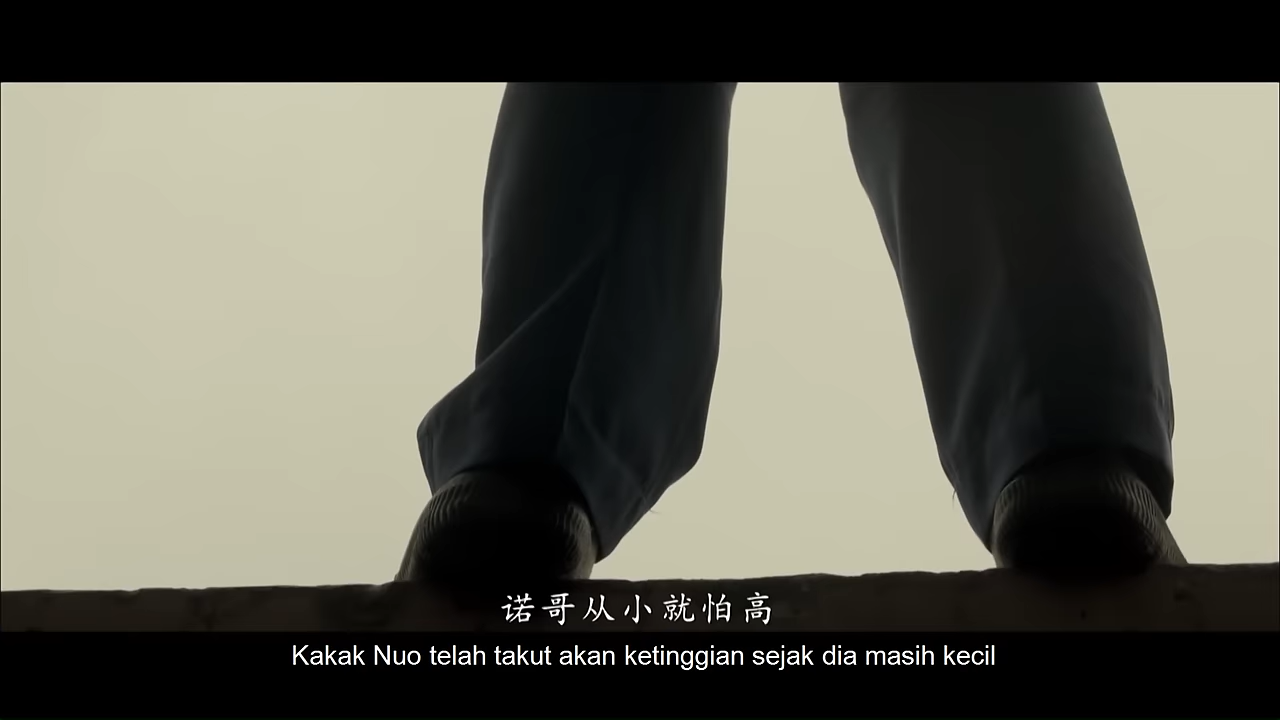 诺哥从小就怕高
Kakak Nuo telah takut akan ketinggian sejak dia masih kecil